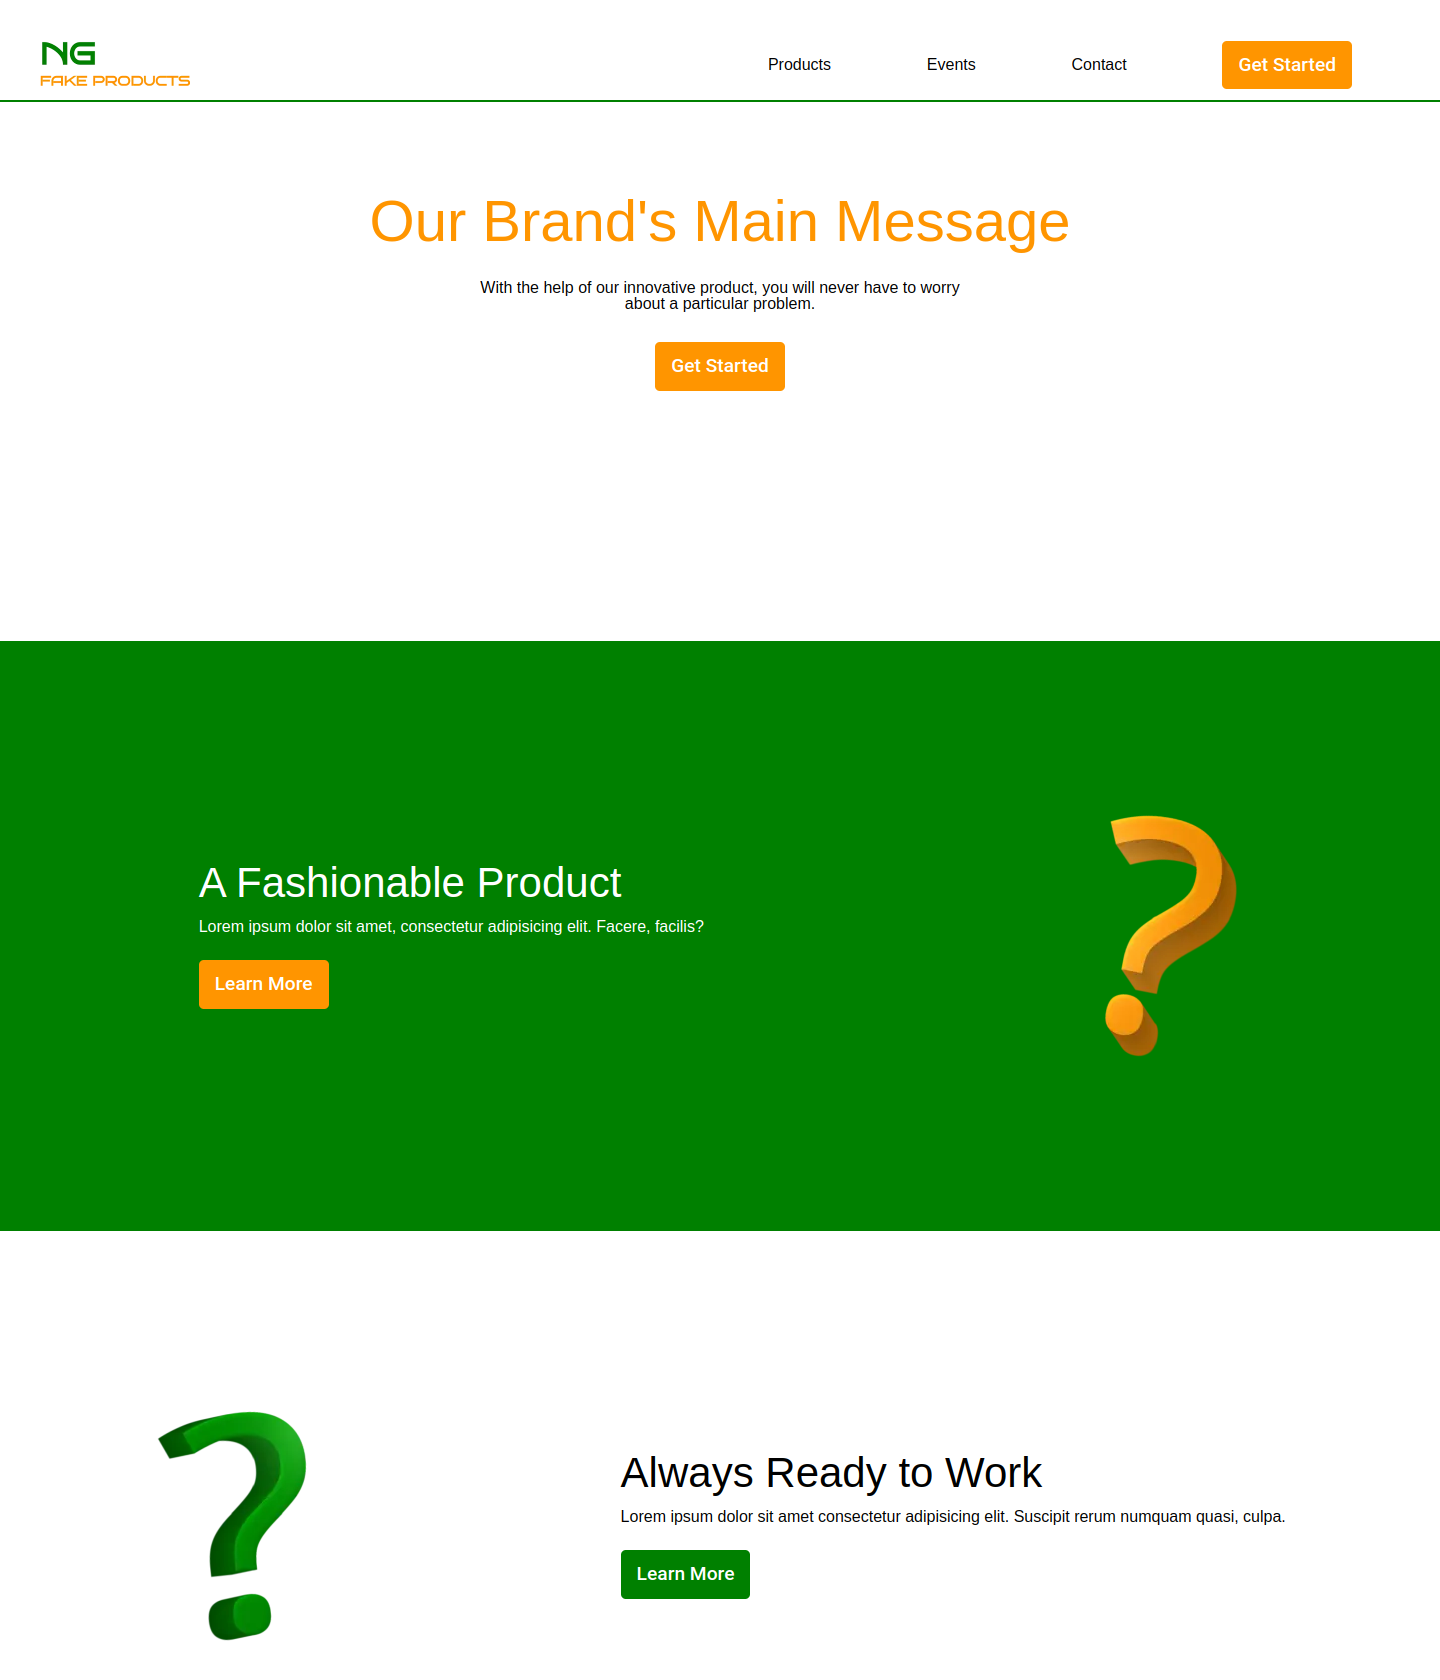 NG
FAKE PRODUCTS
Products
Events
Contact
Get Started
Our Brand's Main Message
With the help of our innovative product, you will never have to worry
about a particular problem.
Get Started
A Fashionable Product
Lorem ipsum dolor sit amet, consectetur adipisicing elit. Facere, facilis?
Learn More
?
?
Always Ready to Work
Lorem ipsum dolor sit amet consectetur adipisicing elit. Suscipit rerum numquam quasi, culpa.
Learn More